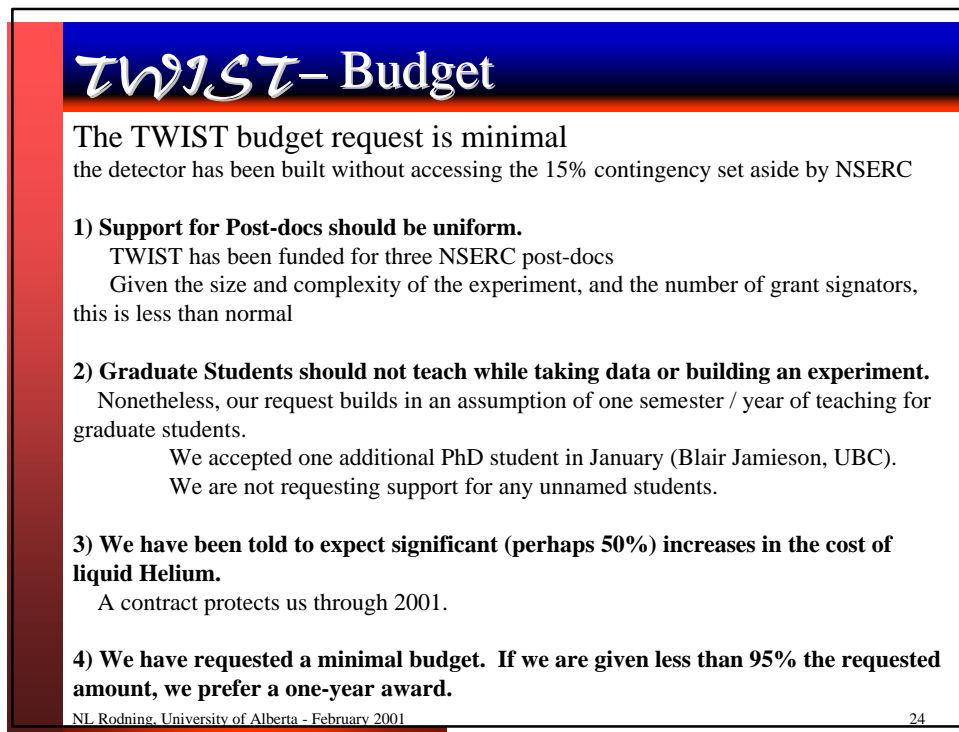 TWIST – Budget
The TWIST budget request is minimal
the detector has been built without accessing the 15% contingency set aside by NSERC
1) Support for Post-docs should be uniform.
TWIST has been funded for three NSERC post-docs
Given the size and complexity of the experiment, and the number of grant signators,
this is less than normal
2) Graduate Students should not teach while taking data or building an experiment.
Nonetheless, our request builds in an assumption of one semester / year of teaching for
graduate students.
We accepted one additional PhD student in January (Blair Jamieson, UBC).
We are not requesting support for any unnamed students.
3) We have been told to expect significant (perhaps 50%) increases in the cost of
liquid Helium.
A contract protects us through 2001.
4) We have requested a minimal budget.  If we are given less than 95% the requested
amount, we prefer a one-year award.
NL Rodning, University of Alberta - February 2001 24